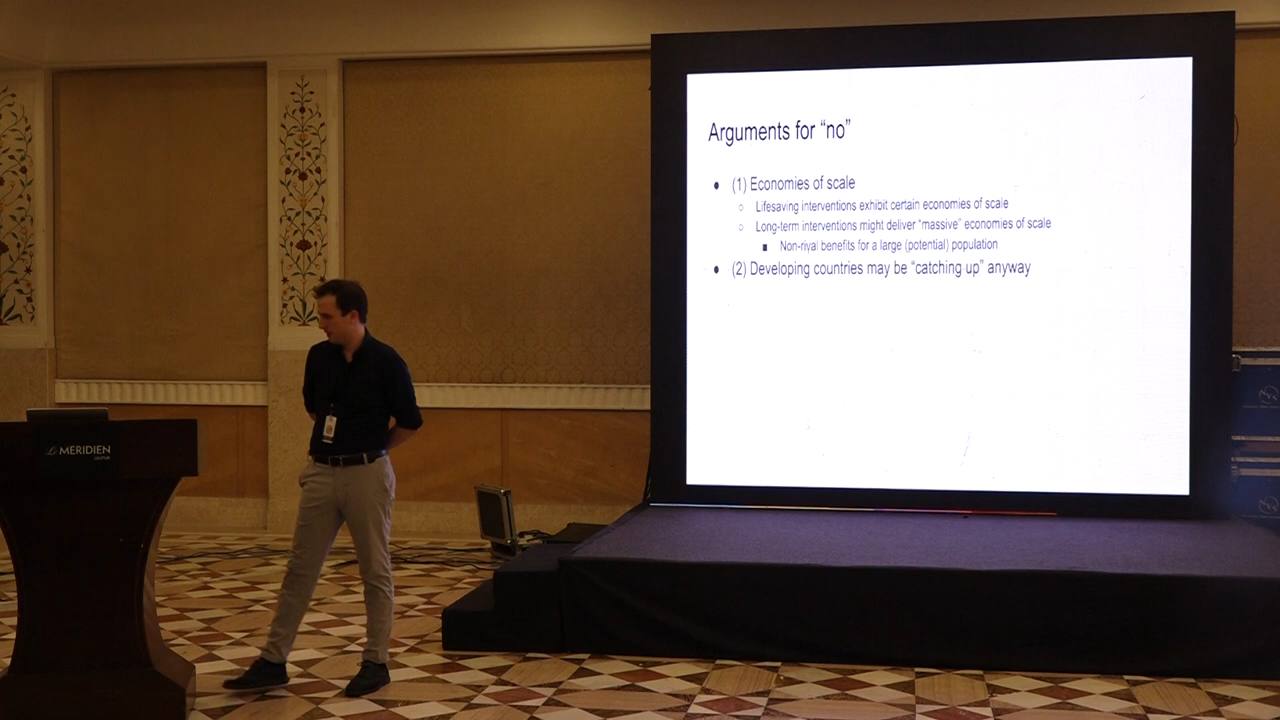 Arguments for “no”
• (1) Economies of scale
○ Lifesaving interventions exhibit certain economies of scale
○ Long-term interventions might deliver “massive” economies of scale
■ Non-rival benefits for a large (potential) population
• (2) Developing countries may be “catching up” anyway
Le MERIDIEN